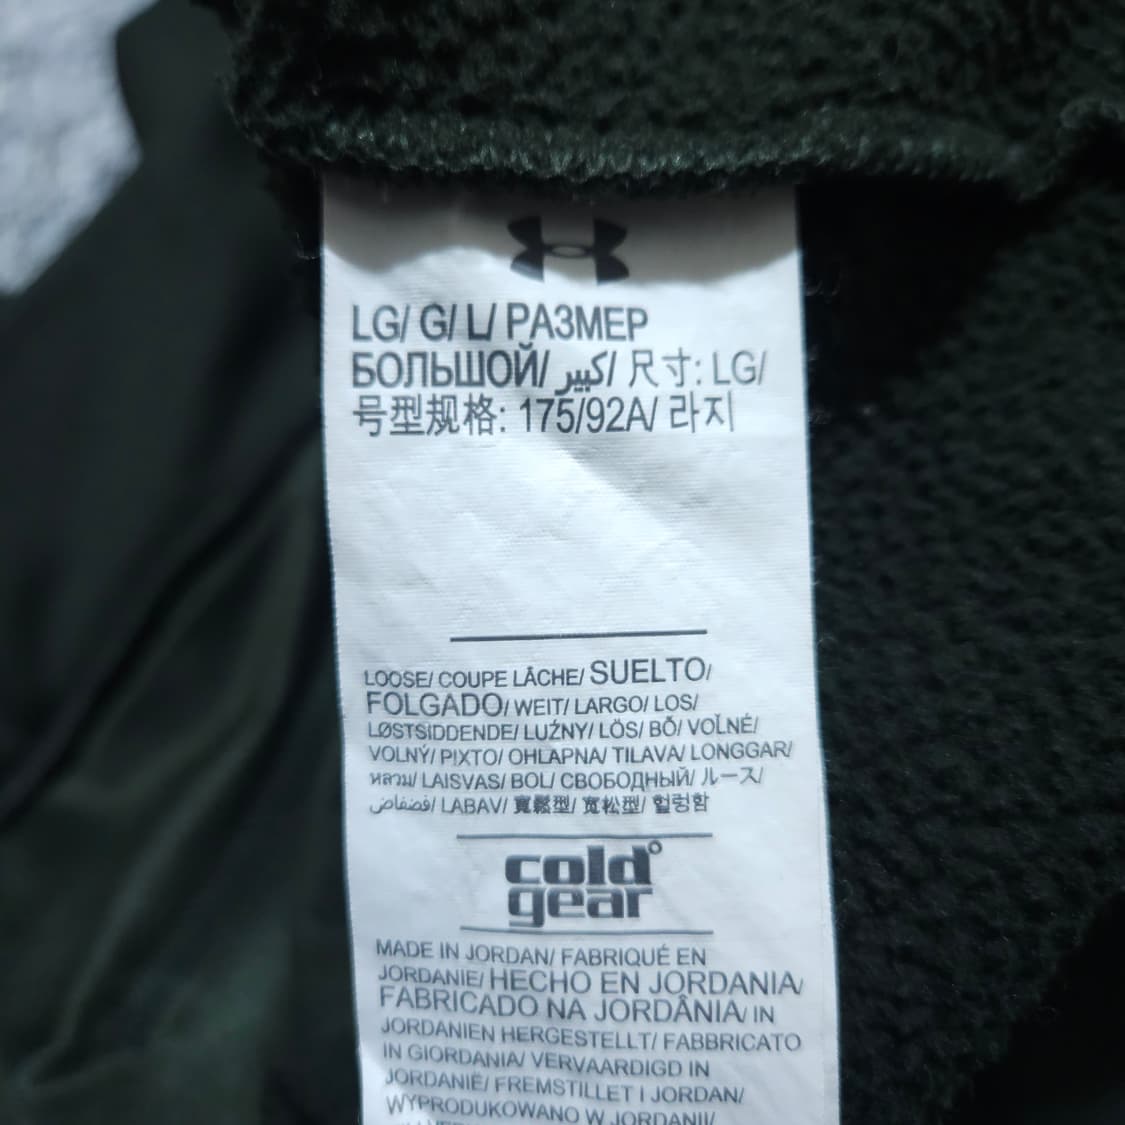 LG/ G/ L/ РАЗМЕР
БОЛЬШОЙ/ كبير/ 尺寸: LG/
号型规格: 175/92A/ 라지
LOOSE/ COUPE LÂCHE/ SUELTO/
FOLGADO/ WEIT/ LARGO/ LOS/
LØSTSIDDENDE/ LUŹNY/ LÖS/ BŐ/ VOĽNÉ/
VOLNÝ/ PIXTO/ OHLAPNA/ TILAVA/ LONGGAR/
หลวม/ LAISVAS/ BOL/ СВОБОДНЫЙ/ ルース/
فضفاض/ LABAV/ 寬鬆型/ 宽松型/ 헐렁함
cold
gear
MADE IN JORDAN/ FABRIQUÉ EN
JORDANIE/ HECHO EN JORDANIA/
FABRICADO NA JORDÂNIA/ IN
JORDANIEN HERGESTELLT/ FABBRICATO
IN GIORDANIA/ VERVAARDIGD IN
JORDANIË/ FREMSTILLET I JORDAN/
WYPRODUKOWANO W JORDANII/